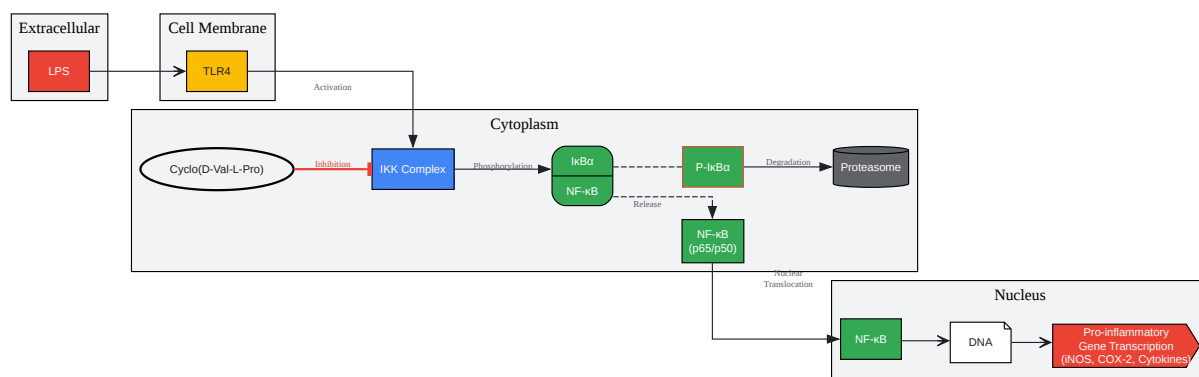 Extracellular
LPS
Cell Membrane
TLR4
Activation
Cytoplasm
Cyclo(D-Val-L-Pro)
Inhibition
IKK Complex
Phosphorylation
IκBα
NF-κB
P-IκBα
Degradation
Proteasome
Release
NF-κB
(p65/p50)
Nuclear
Translocation
Nucleus
NF-κB
DNA
Pro-inflammatory
Gene Transcription
(iNOS, COX-2, Cytokines)